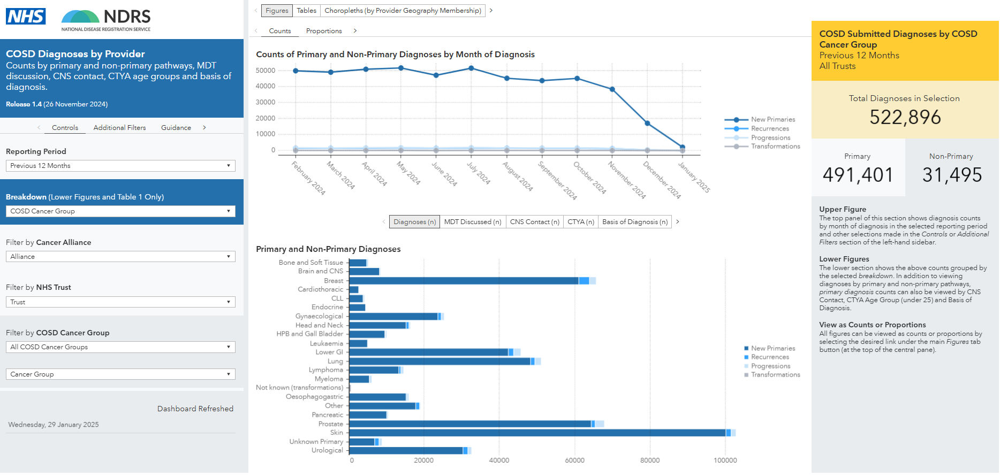 NHS
NDRS
NATIONAL DISEASE REGISTRATION SERVICE
COSD Diagnoses by Provider
Counts by primary and non-primary pathways, MDT
discussion, CNS contact, CTYA age groups and basis of
diagnosis.
Release 1.4 (26 November 2024)
Controls Additional Filters Guidance
Reporting Period
Previous 12 Months
Breakdown (Lower Figures and Table 1 Only)
COSD Cancer Group
Filter by Cancer Alliance
Alliance
Filter by NHS Trust
Trust
Filter by COSD Cancer Group
All COSD Cancer Groups
Cancer Group
Dashboard Refreshed
Wednesday, 29 January 2025
Figures Tables Choropleths (by Provider Geography Membership)
Counts Proportions
Counts of Primary and Non-Primary Diagnoses by Month of Diagnosis
50000
40000
30000
20000
10000
0
February 2024
March 2024
April 2024
May 2024
June 2024
July 2024
August 2024
September 2024
October 2024
November 2024
December 2024
January 2025
New Primaries
Recurrences
Progressions
Transformations
Diagnoses (n) MDT Discussed (n) CNS Contact (n) CTYA (n) Basis of Diagnosis (n)
Primary and Non-Primary Diagnoses
Bone and Soft Tissue
Brain and CNS
Breast
Cardiothoracic
CLL
Endocrine
Gynaecological
Head and Neck
HPB and Gall Bladder
Leukaemia
Lower GI
Lung
Lymphoma
Myeloma
Not known (transformations)
Oesophagogastric
Other
Pancreatic
Prostate
Skin
Unknown Primary
Urological
0 20000 40000 60000 80000 100000
New Primaries
Recurrences
Progressions
Transformations
COSD Submitted Diagnoses by COSD
Cancer Group
Previous 12 Months
All Trusts
Total Diagnoses in Selection
522,896
Primary
491,401
Non-Primary
31,495
Upper Figure
The top panel of this section shows diagnosis counts
by month of diagnosis in the selected reporting period
and other selections made in the Controls or Additional
Filters section of the left-hand sidebar.
Lower Figures
The lower section shows the above counts grouped by
the selected breakdown. In addition to viewing
diagnoses by primary and non-primary pathways,
primary diagnosis counts can also be viewed by CNS
Contact, CTYA Age Group (under 25) and Basis of
Diagnosis.
View as Counts or Proportions
All figures can be viewed as counts or proportions by
selecting the desired link under the main Figures tab
button (at the top of the central pane).